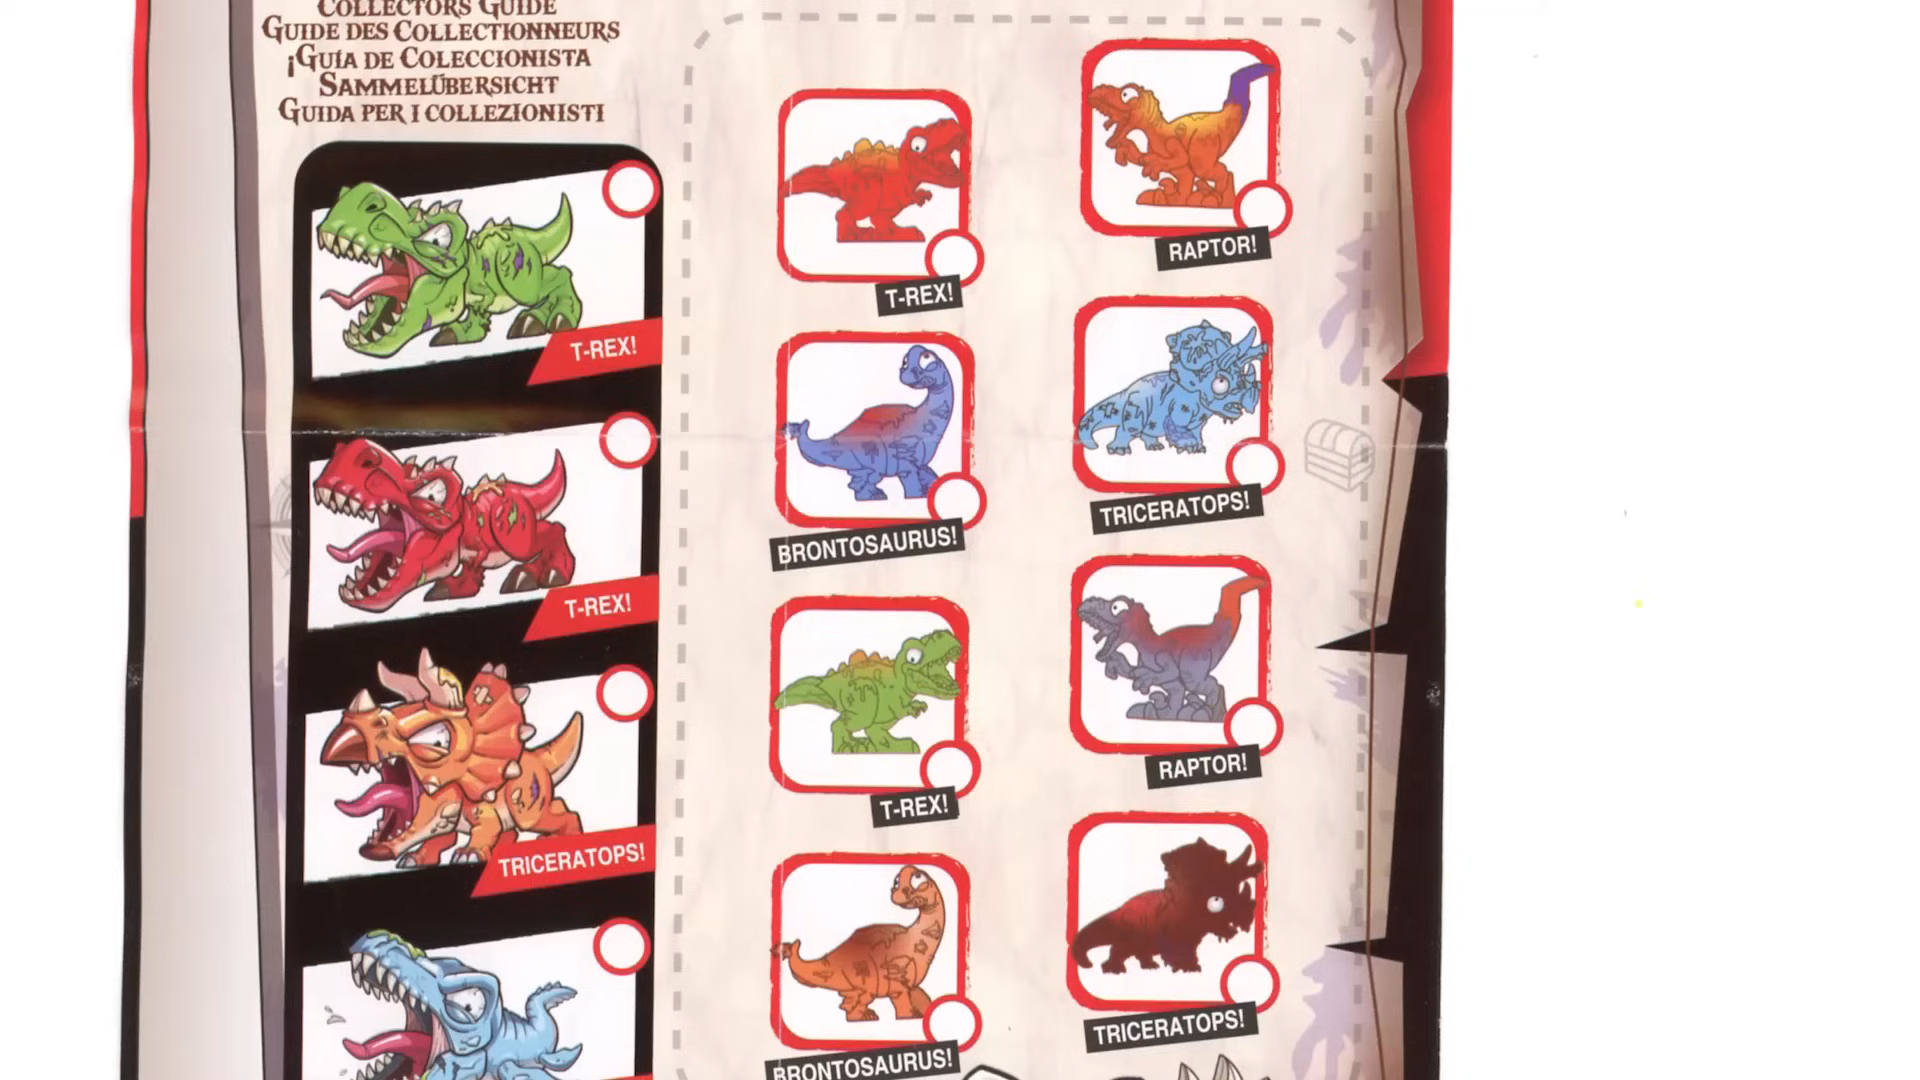 COLLECTORS GUIDE
GUIDE DES COLLECTIONNEURS
¡GUÍA DE COLECCIONISTA
SAMMELÜBERSICHT
GUIDA PER I COLLEZIONISTI
T-REX!
T-REX!
TRICERATOPS!
T-REX!
RAPTOR!
BRONTOSAURUS!
TRICERATOPS!
T-REX!
RAPTOR!
BRONTOSAURUS!
TRICERATOPS!